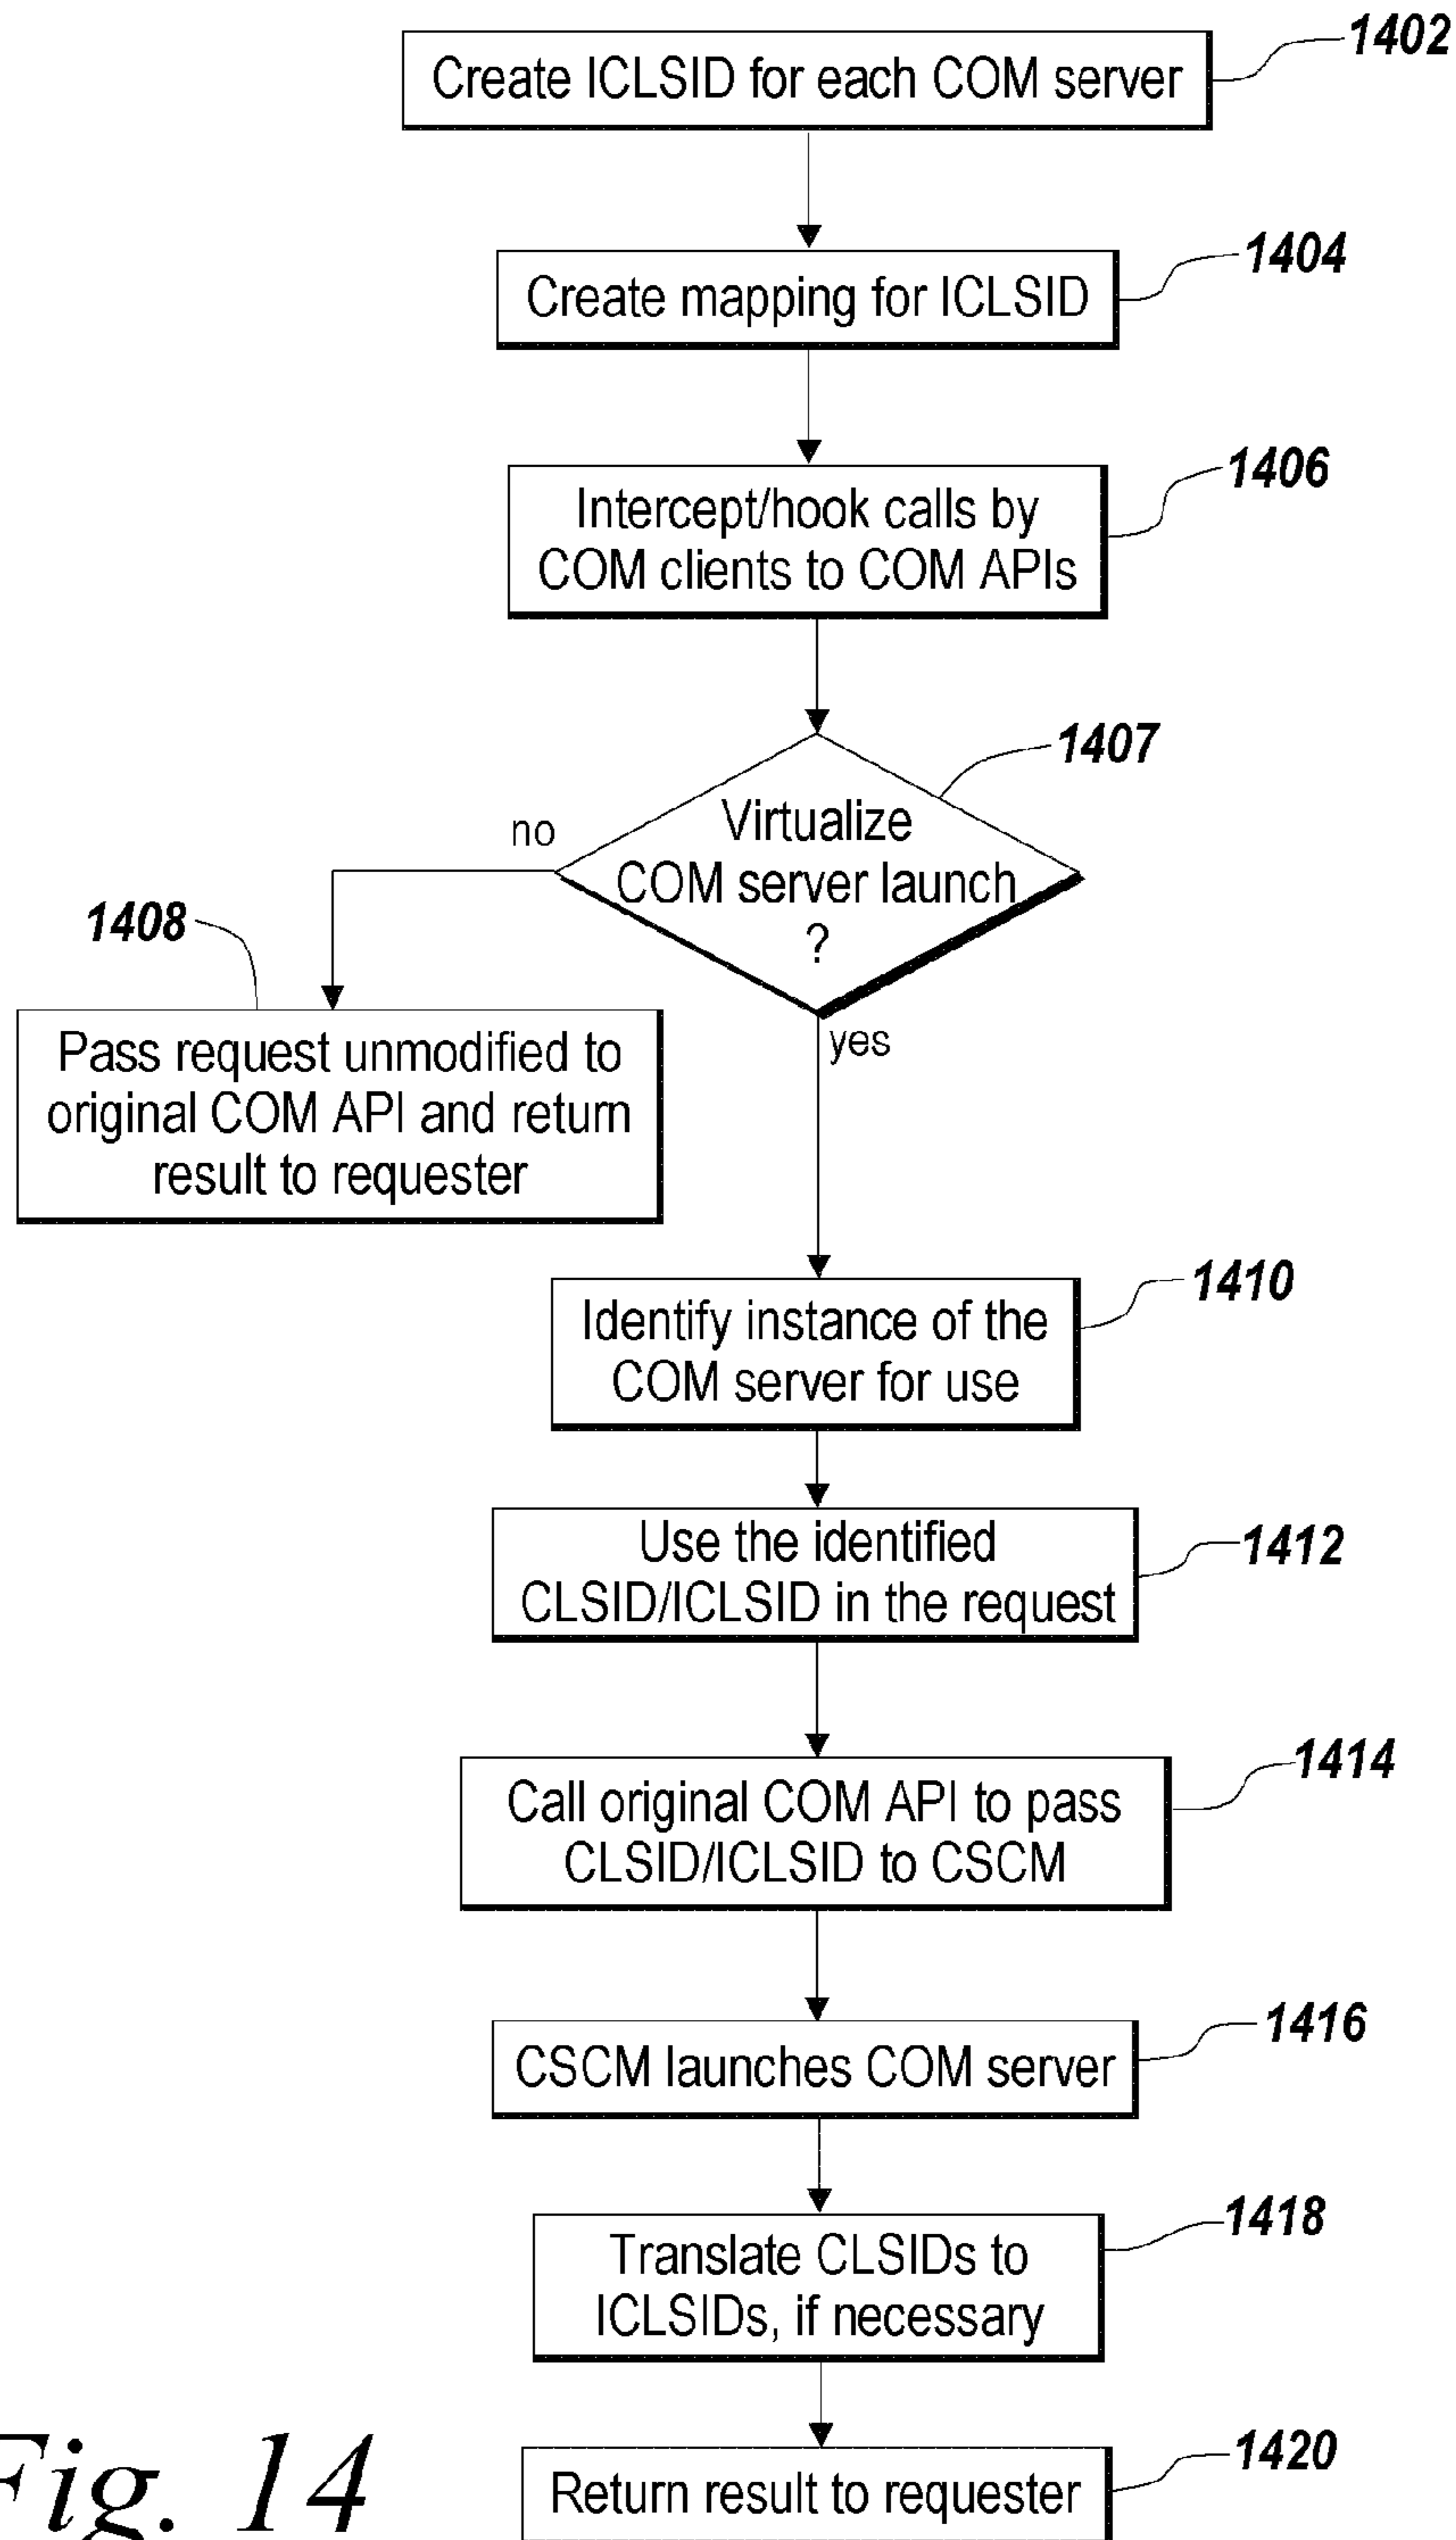 1402
Create ICLSID for each COM server
1404
Create mapping for ICLSID
1406
Intercept/hook calls by
COM clients to COM APIs
1407
Virtualize
COM server launch
?
no
yes
1408
Pass request unmodified to
original COM API and return
result to requester
1410
Identify instance of the
COM server for use
1412
Use the identified
CLSID/ICLSID in the request
1414
Call original COM API to pass
CLSID/ICLSID to CSCM
1416
CSCM launches COM server
1418
Translate CLSIDs to
ICLSIDs, if necessary
1420
Return result to requester
Fig. 14